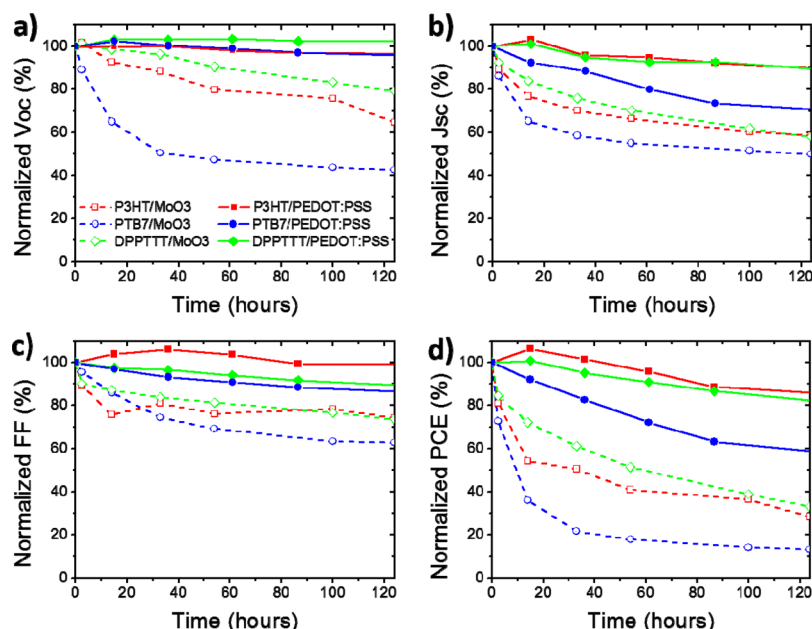 a)
Normalized Voc (%)
100
80
60
40
20
0
P3HT/MoO3
P3HT/PEDOT:PSS
PTB7/MoO3
PTB7/PEDOT:PSS
DPPTTT/MoO3
DPPTTT/PEDOT:PSS
0 20 40 60 80 100 120
Time (hours)
b)
Normalized Jsc (%)
100
80
60
40
20
0
0 20 40 60 80 100 120
Time (hours)
c)
Normalized FF (%)
100
80
60
40
20
0
0 20 40 60 80 100 120
Time (hours)
d)
Normalized PCE (%)
100
80
60
40
20
0
0 20 40 60 80 100 120
Time (hours)